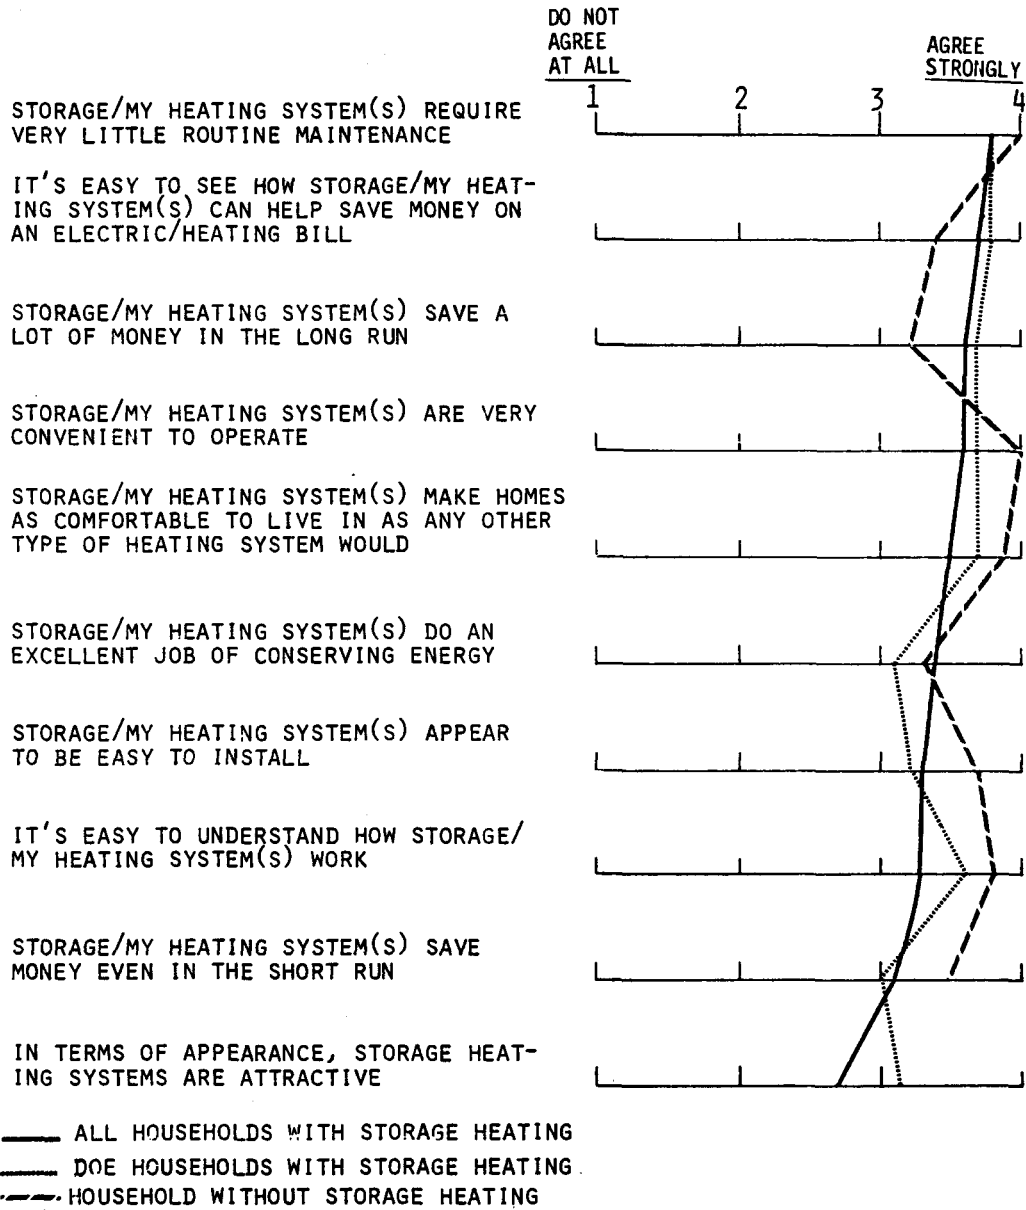 DO NOT
AGREE
AT ALL
AGREE
STRONGLY
1 2 3 4
STORAGE/MY HEATING SYSTEM(S) REQUIRE
VERY LITTLE ROUTINE MAINTENANCE
IT'S EASY TO SEE HOW STORAGE/MY HEAT-
ING SYSTEM(S) CAN HELP SAVE MONEY ON
AN ELECTRIC/HEATING BILL
STORAGE/MY HEATING SYSTEM(S) SAVE A
LOT OF MONEY IN THE LONG RUN
STORAGE/MY HEATING SYSTEM(S) ARE VERY
CONVENIENT TO OPERATE
STORAGE/MY HEATING SYSTEM(S) MAKE HOMES
AS COMFORTABLE TO LIVE IN AS ANY OTHER
TYPE OF HEATING SYSTEM WOULD
STORAGE/MY HEATING SYSTEM(S) DO AN
EXCELLENT JOB OF CONSERVING ENERGY
STORAGE/MY HEATING SYSTEM(S) APPEAR
TO BE EASY TO INSTALL
IT'S EASY TO UNDERSTAND HOW STORAGE/
MY HEATING SYSTEM(S) WORK
STORAGE/MY HEATING SYSTEM(S) SAVE
MONEY EVEN IN THE SHORT RUN
IN TERMS OF APPEARANCE, STORAGE HEAT-
ING SYSTEMS ARE ATTRACTIVE
ALL HOUSEHOLDS WITH STORAGE HEATING
DOE HOUSEHOLDS WITH STORAGE HEATING
HOUSEHOLD WITHOUT STORAGE HEATING